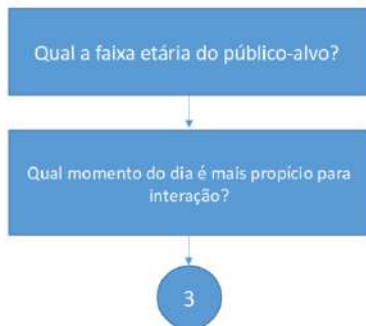 Qual a faixa etária do público-alvo?
Qual momento do dia é mais propício para
interação?
3